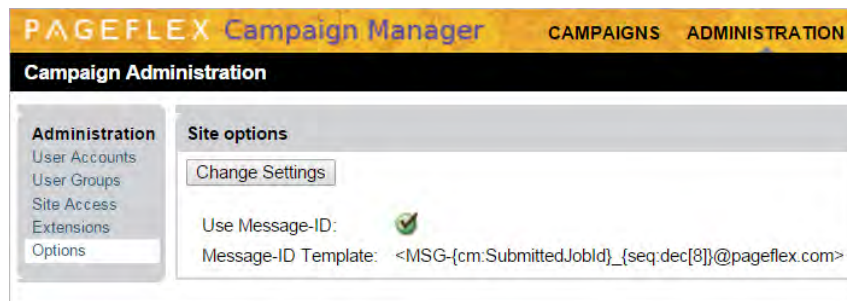 PAGEFLEX Campaign Manager CAMPAIGNS ADMINISTRATION
Campaign Administration
Administration
User Accounts
User Groups
Site Access
Extensions
Options
Site options
Change Settings
Use Message-ID:
Message-ID Template: <MSG-{cm:SubmittedJobId}_{seq:dec[8]}@pageflex.com>